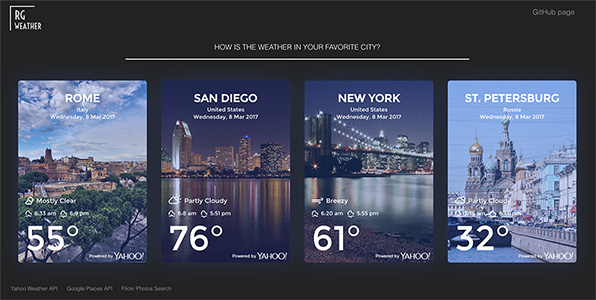 RG
WEATHER
GitHub page
HOW IS THE WEATHER IN YOUR FAVORITE CITY?
ROME
Italy
Wednesday, 8 Mar 2017
Mostly Clear
6:33 am 6:9 pm
55°
Powered by YAHOO!
SAN DIEGO
United States
Wednesday, 8 Mar 2017
Partly Cloudy
6:8 am 5:51 pm
76°
Powered by YAHOO!
NEW YORK
United States
Wednesday, 8 Mar 2017
Breezy
6:20 am 5:55 pm
61°
Powered by YAHOO!
ST. PETERSBURG
Russia
Wednesday, 8 Mar 2017
Partly Cloudy
am pm
32°
Powered by YAHOO!
Yahoo Weather API Google Places API Flickr Photos Search